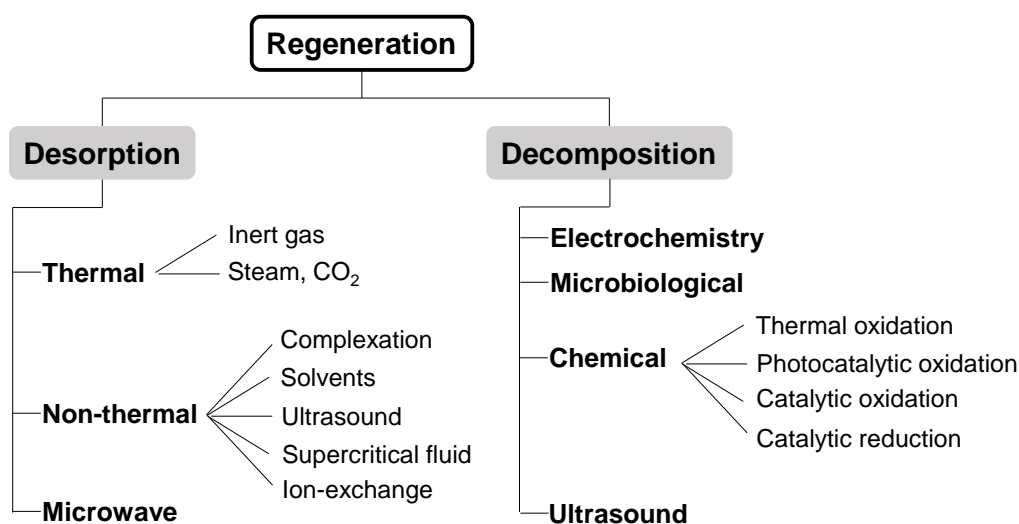 Regeneration
Desorption
Thermal
Inert gas
Steam, CO₂
Non-thermal
Complexation
Solvents
Ultrasound
Supercritical fluid
Ion-exchange
Microwave
Decomposition
Electrochemistry
Microbiological
Chemical
Thermal oxidation
Photocatalytic oxidation
Catalytic oxidation
Catalytic reduction
Ultrasound